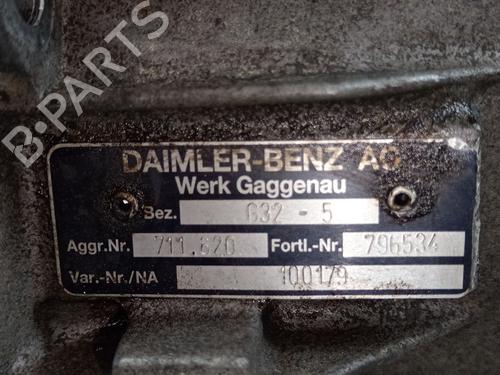 B-PARTS
DAIMLER-BENZ AG
Werk Gaggenau
Bez. G32 - 5
Aggr.Nr. 711.620 Fortl.-Nr. 796534
Var.-Nr./NA 100179